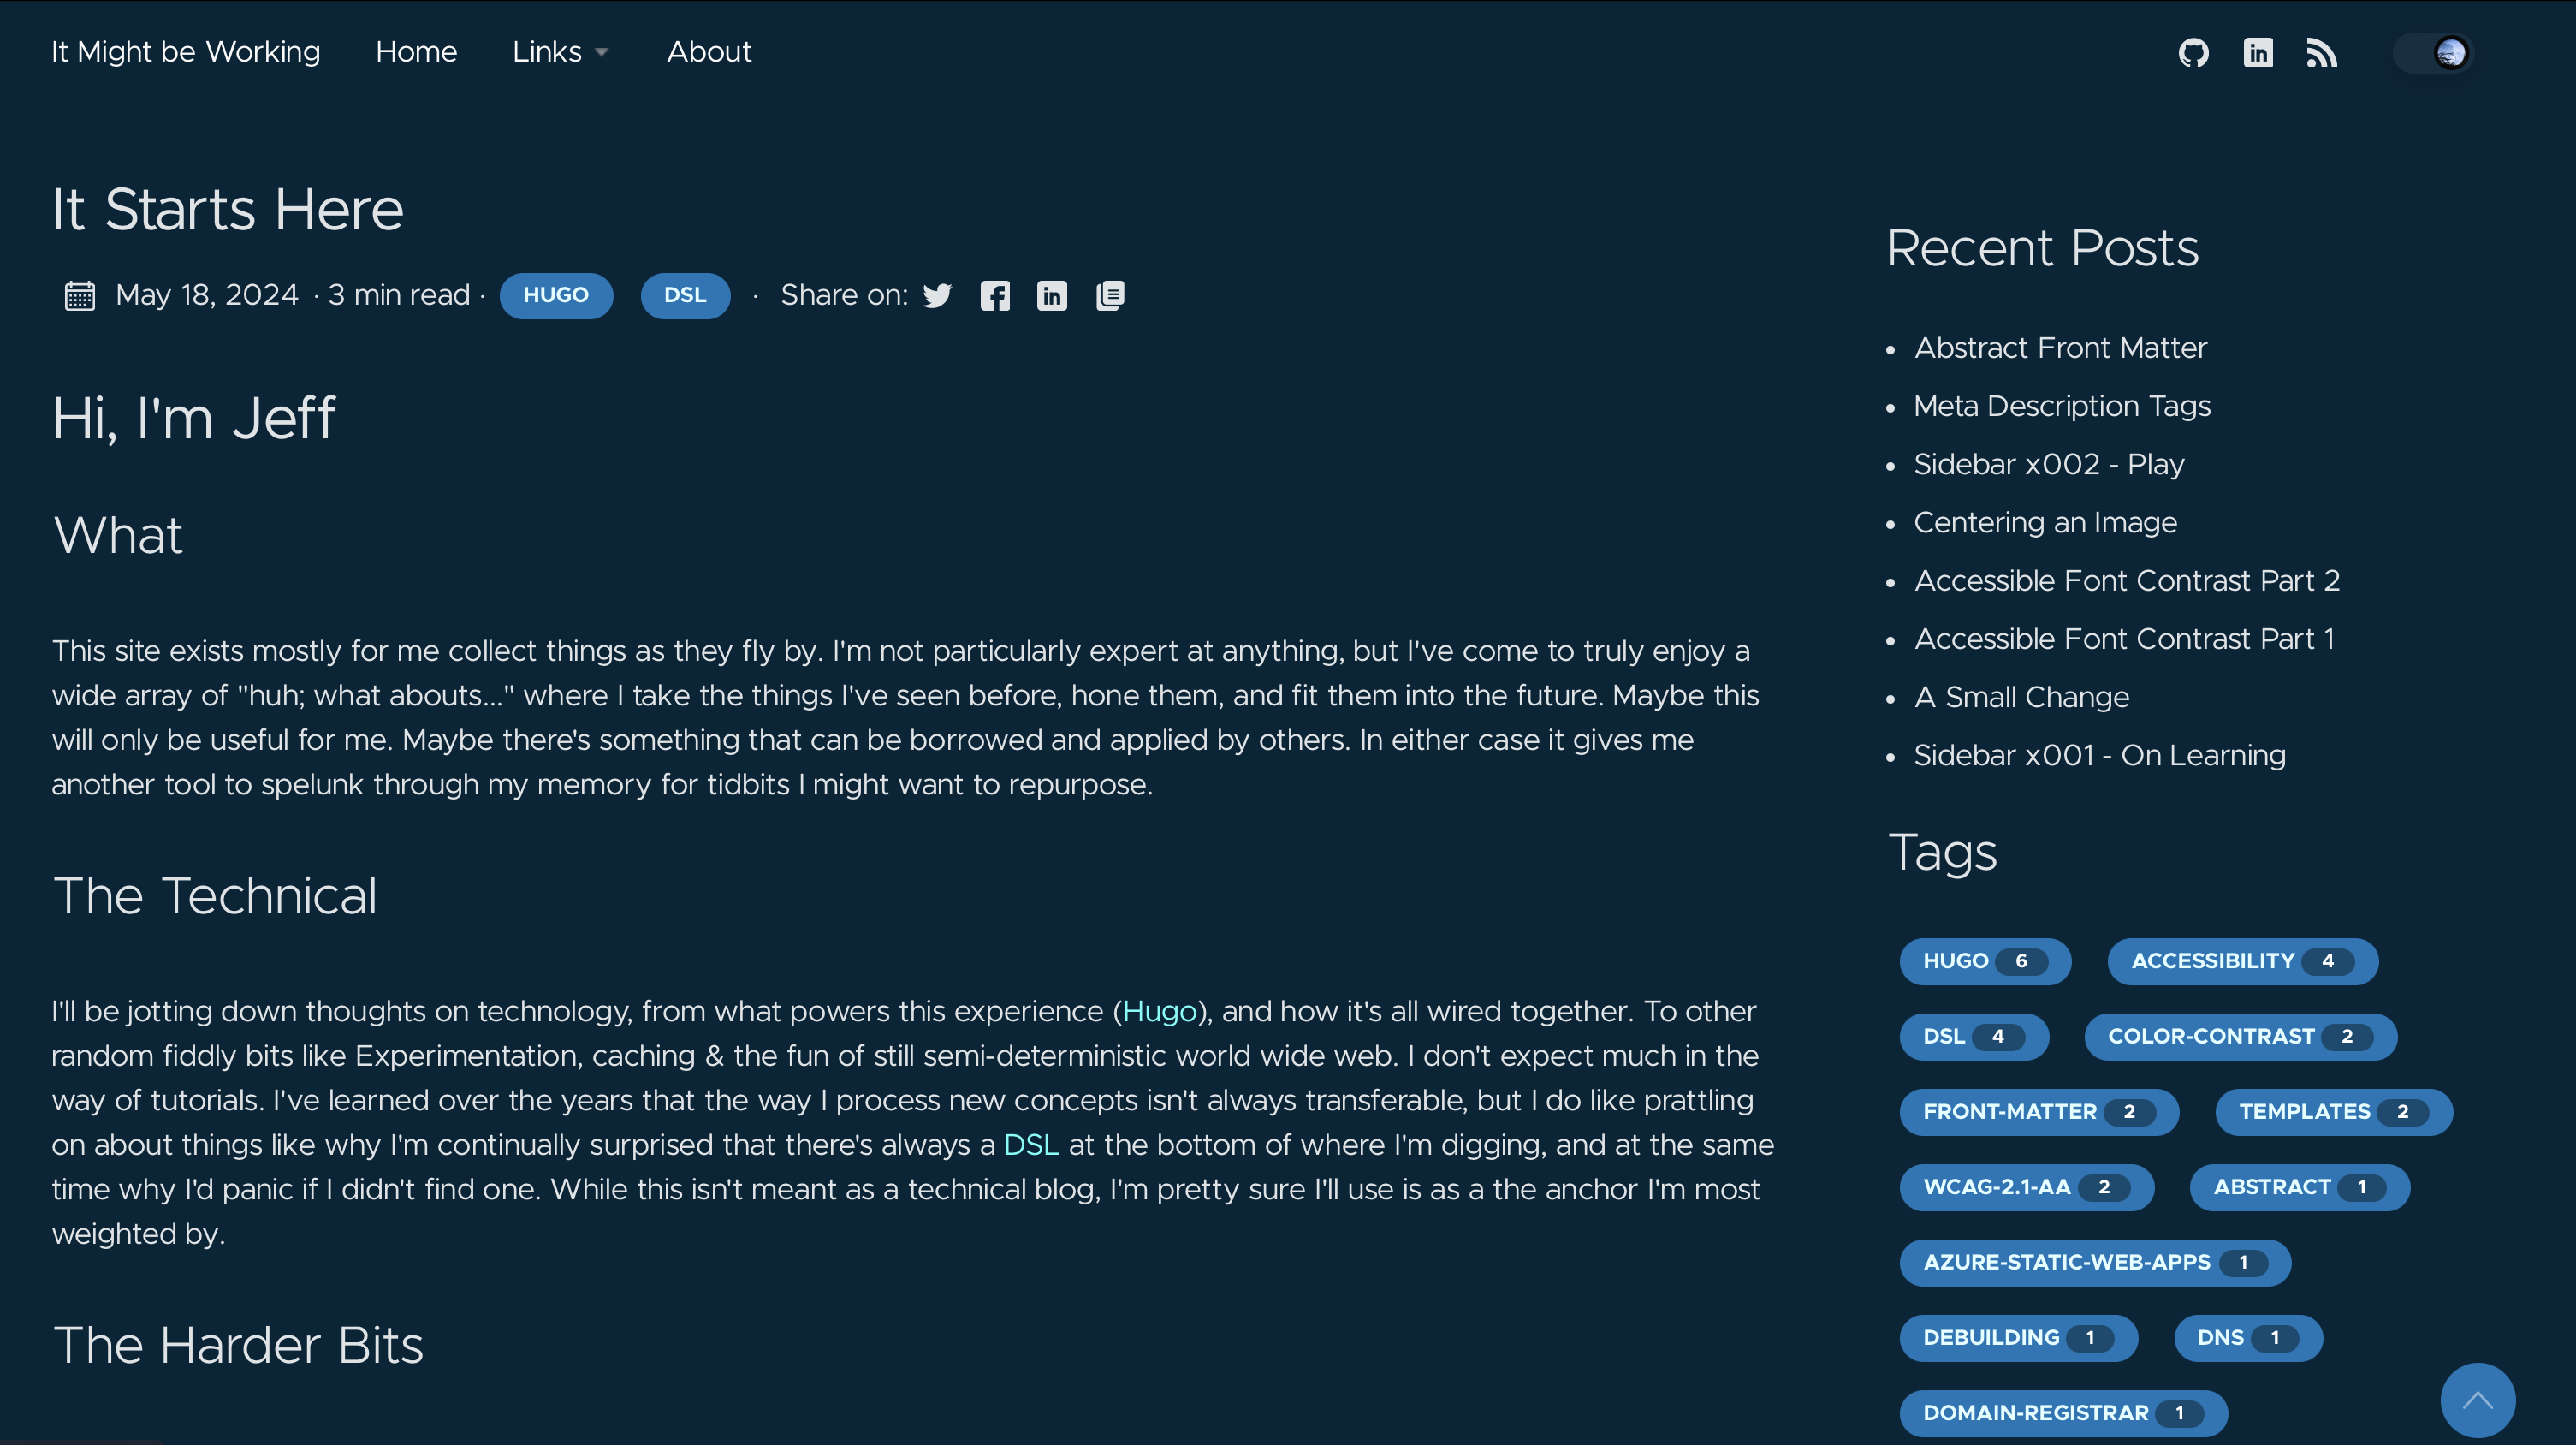 It Might be Working Home Links About
It Starts Here
May 18, 2024 · 3 min read · HUGO DSL · Share on:
Hi, I'm Jeff
What
This site exists mostly for me collect things as they fly by. I'm not particularly expert at anything, but I've come to truly enjoy a
wide array of "huh; what abouts..." where I take the things I've seen before, hone them, and fit them into the future. Maybe this
will only be useful for me. Maybe there's something that can be borrowed and applied by others. In either case it gives me
another tool to spelunk through my memory for tidbits I might want to repurpose.
The Technical
I'll be jotting down thoughts on technology, from what powers this experience (Hugo), and how it's all wired together. To other
random fiddly bits like Experimentation, caching & the fun of still semi-deterministic world wide web. I don't expect much in the
way of tutorials. I've learned over the years that the way I process new concepts isn't always transferable, but I do like prattling
on about things like why I'm continually surprised that there's always a DSL at the bottom of where I'm digging, and at the same
time why I'd panic if I didn't find one. While this isn't meant as a technical blog, I'm pretty sure I'll use is as a the anchor I'm most
weighted by.
The Harder Bits
Recent Posts
Abstract Front Matter
Meta Description Tags
Sidebar x002 - Play
Centering an Image
Accessible Font Contrast Part 2
Accessible Font Contrast Part 1
A Small Change
Sidebar x001 - On Learning
Tags
HUGO 6 ACCESSIBILITY 4
DSL 4 COLOR-CONTRAST 2
FRONT-MATTER 2 TEMPLATES 2
WCAG-2.1-AA 2 ABSTRACT 1
AZURE-STATIC-WEB-APPS 1
DEBUILDING 1 DNS 1
DOMAIN-REGISTRAR 1